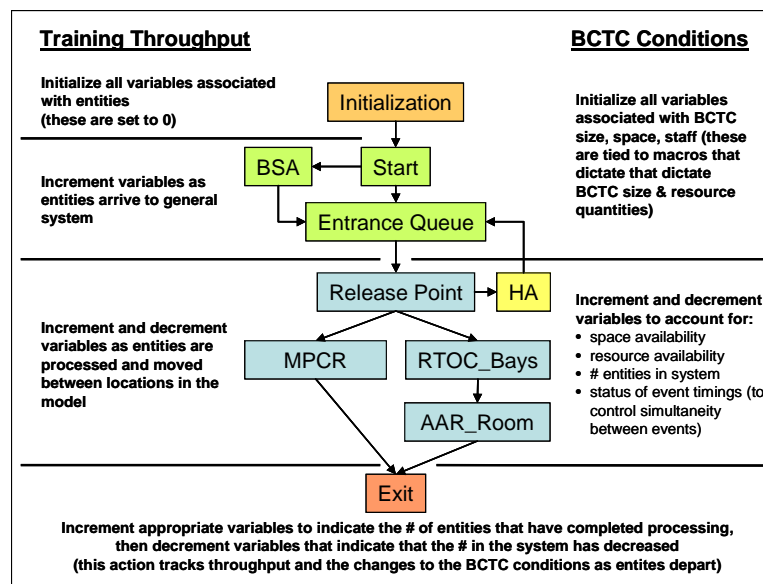 Training Throughput
BCTC Conditions
Initialize all variables associated
with entities
(these are set to 0)
Initialization
Initialize all variables
associated with BCTC
size, space, staff (these
are tied to macros that
dictate that dictate
BCTC size & resource
quantities)
BSA
Start
Increment variables as
entities arrive to general
system
Entrance Queue
Release Point
HA
Increment and decrement
variables as entities are
processed and moved
between locations in the
model
MPCR
RTOC_Bays
AAR_Room
Increment and decrement
variables to account for:
• space availability
• resource availability
• # entities in system
• status of event timings (to
control simultaneity
between events)
Exit
Increment appropriate variables to indicate the # of entities that have completed processing,
then decrement variables that indicate that the # in the system has decreased
(this action tracks throughput and the changes to the BCTC conditions as entites depart)